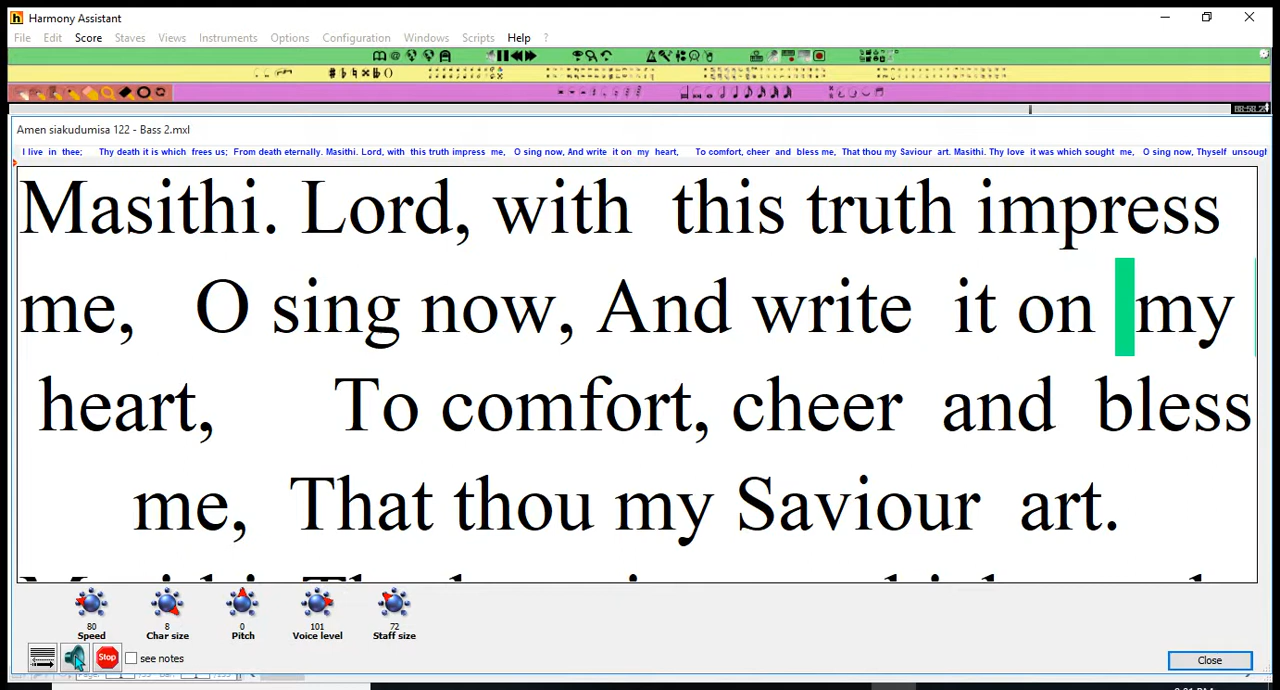 Harmony Assistant
File Edit Score Staves Views Instruments Options Configuration Windows Scripts Help ?
Amen siakudumisa 122 - Bass 2.mxl
I live in thee; Thy death it is which frees us; From death eternally. Masithi. Lord, with this truth impress me, O sing now, And write it on my heart, To comfort, cheer and bless me, That thou my Saviour art. Masithi. Thy love it was which sought me, O sing now, Thyself unsough
Masithi. Lord, with this truth impress
me, O sing now, And write it on my
heart, To comfort, cheer and bless
me, That thou my Saviour art.
80 8 0 101 72
Speed Char size Pitch Voice level Staff size
Stop see notes
Close